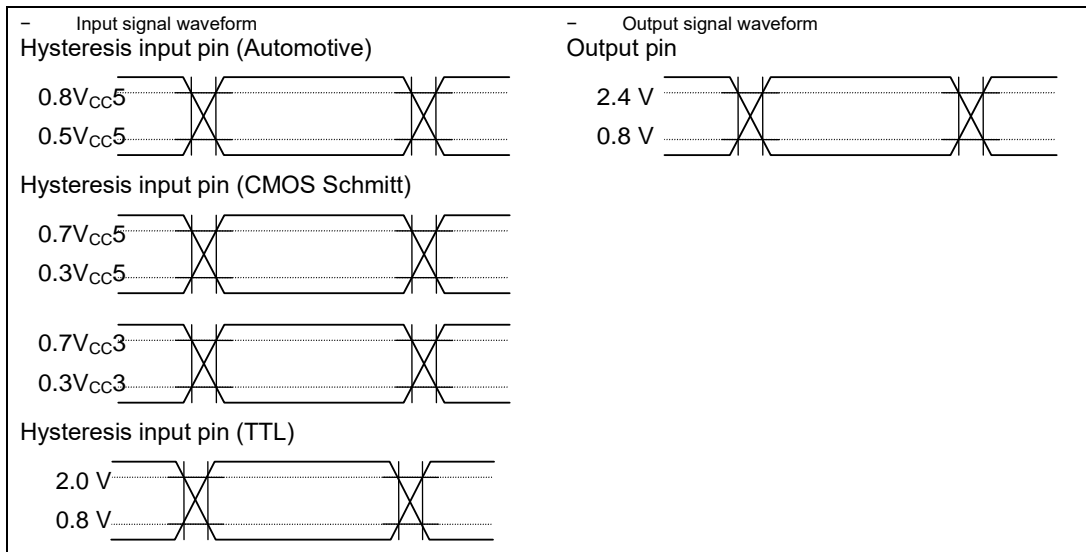 – Input signal waveform
Hysteresis input pin (Automotive)
0.8VCC5
0.5VCC5
Hysteresis input pin (CMOS Schmitt)
0.7VCC5
0.3VCC5
0.7VCC3
0.3VCC3
Hysteresis input pin (TTL)
2.0 V
0.8 V
– Output signal waveform
Output pin
2.4 V
0.8 V